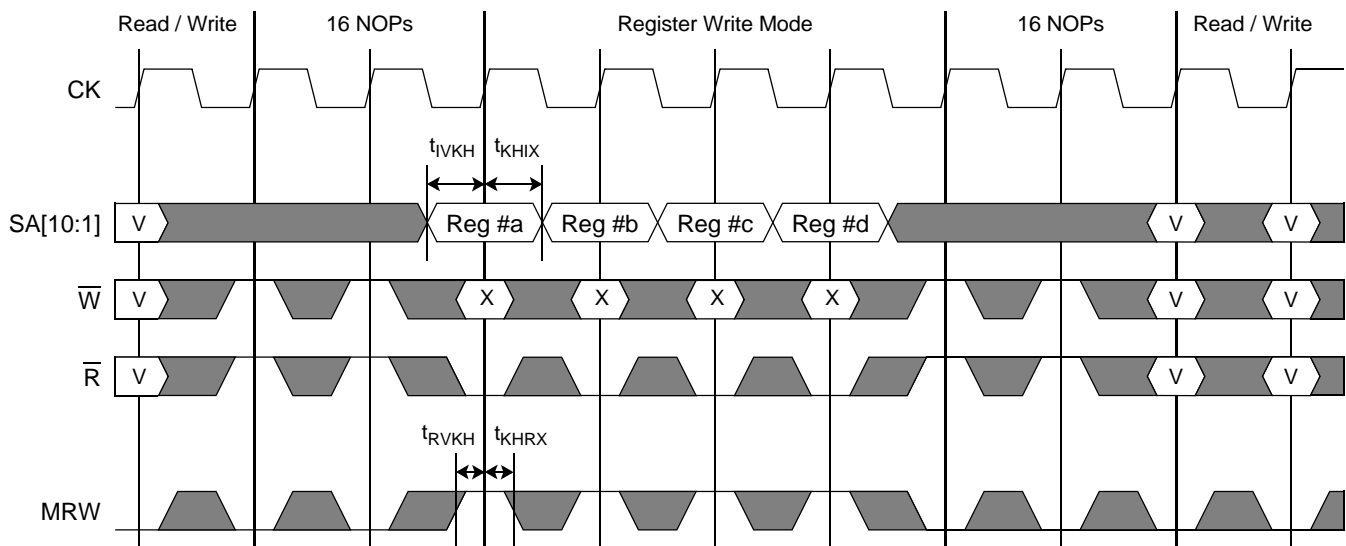 Read / Write 16 NOPs Register Write Mode 16 NOPs Read / Write
CK
tIVKH tKHIX
SA[10:1] V Reg #a Reg #b Reg #c Reg #d V V
W V X X X X V V
R V V V
tRVKH tKHRX
MRW